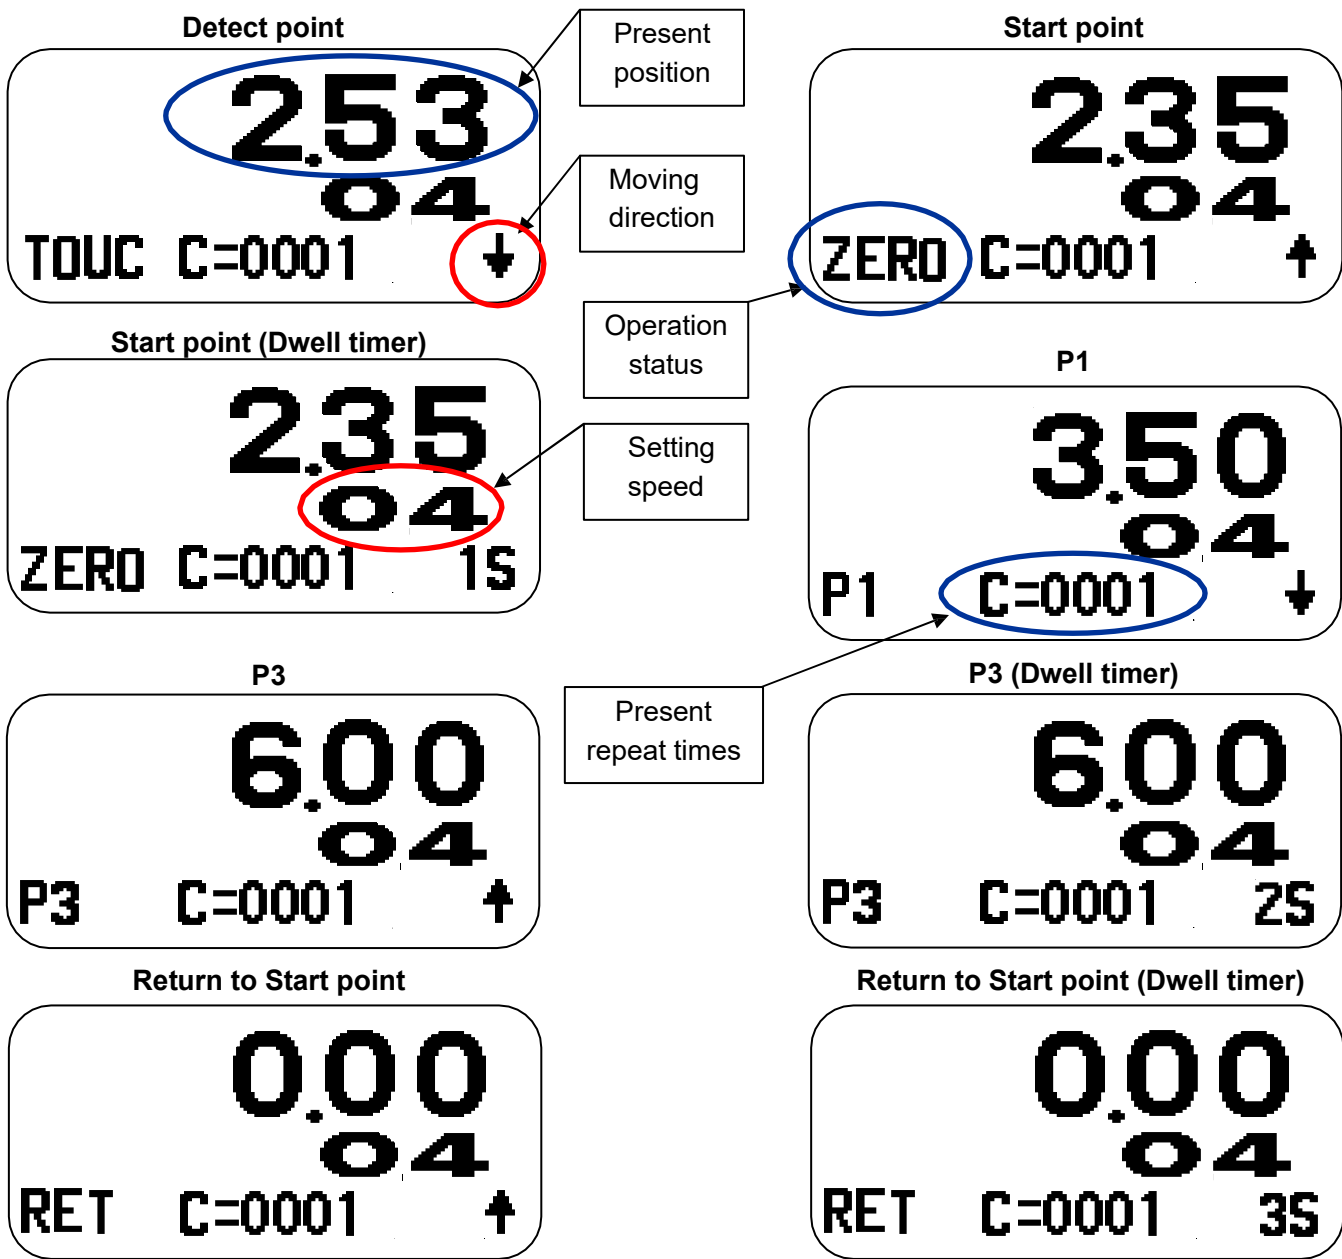 Detect point
2.53
04
TOUC C=0001
Present
position
Moving
direction
Start point
2.35
04
ZERO C=0001
Operation
status
Start point (Dwell timer)
2.35
04
ZERO C=0001 1S
Setting
speed
P1
3.50
04
P1 C=0001
Present
repeat times
P3
6.00
04
P3 C=0001
P3 (Dwell timer)
6.00
04
P3 C=0001 2S
Return to Start point
0.00
04
RET C=0001
Return to Start point (Dwell timer)
0.00
04
RET C=0001 3S